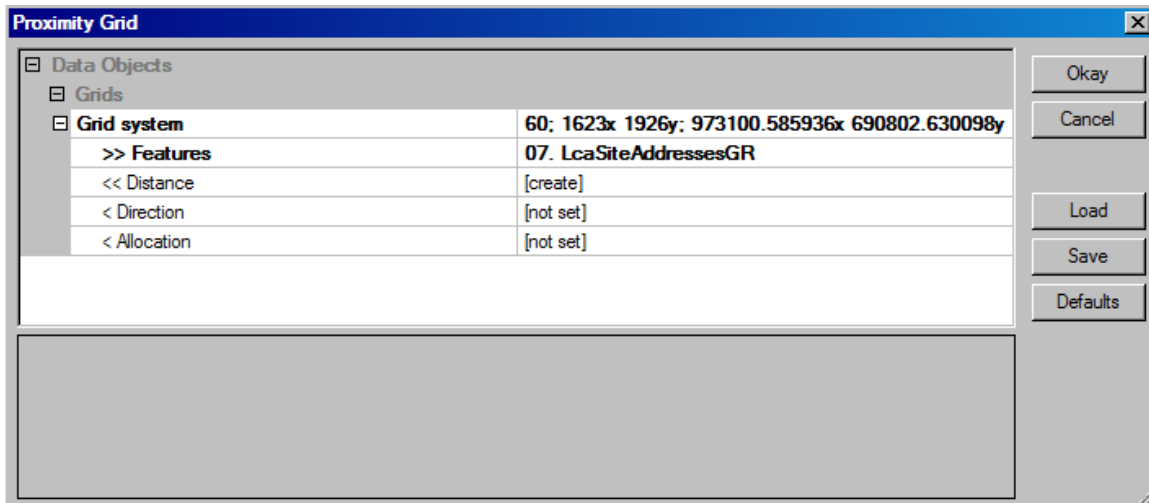 Proximity Grid
Data Objects
Grids
Grid system 60; 1623x 1926y; 973100.585936x 690802.630098y
>> Features 07. LcaSiteAddressesGR
<< Distance [create]
< Direction [not set]
< Allocation [not set]
Okay
Cancel
Load
Save
Defaults